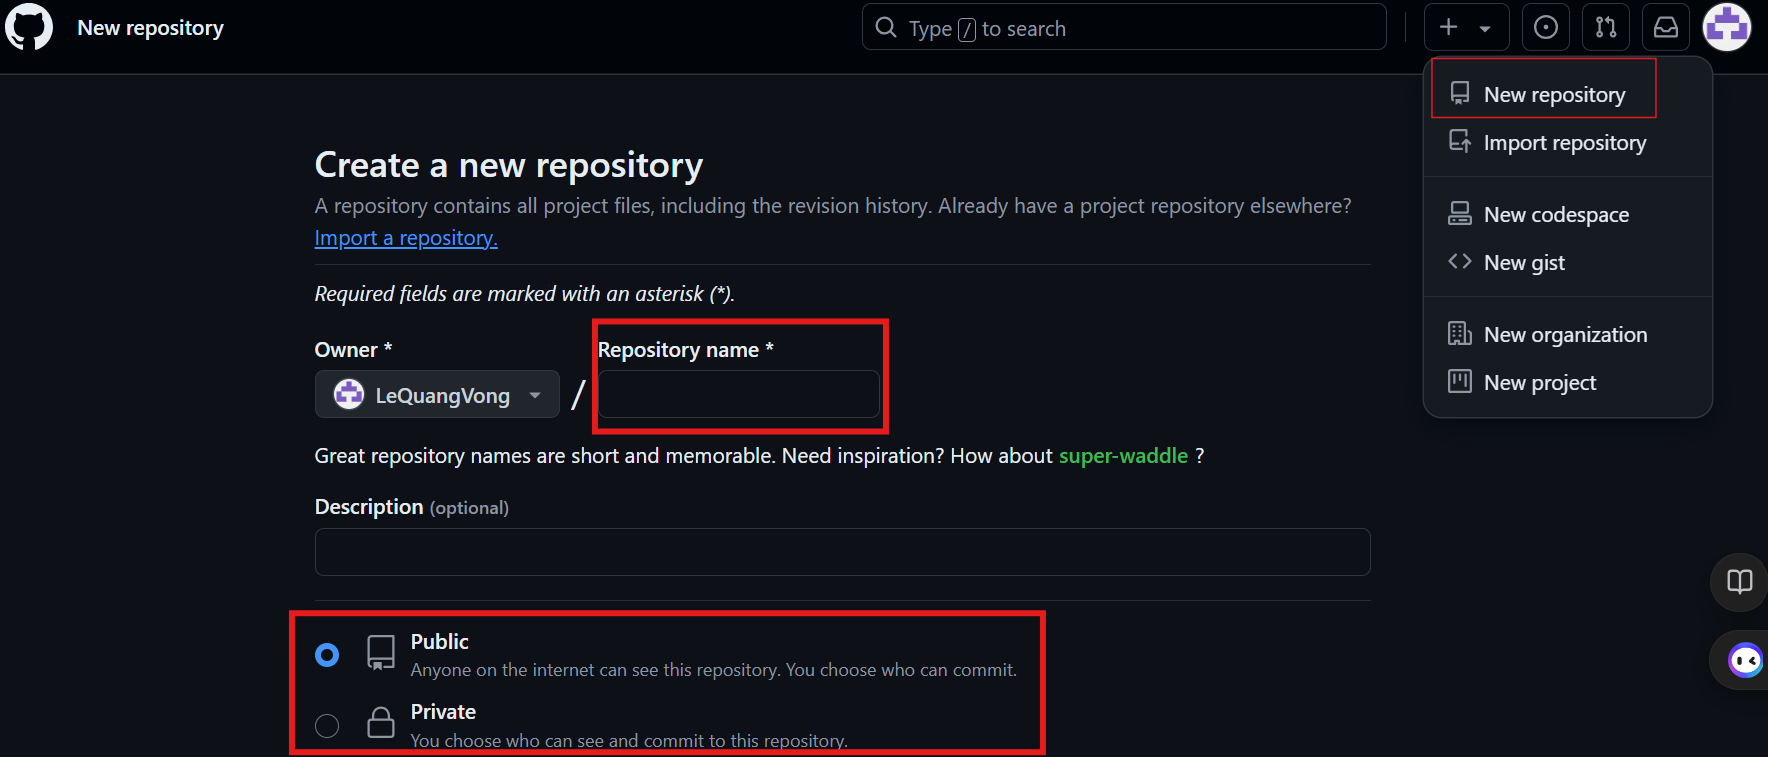 New repository
Type / to search
New repository
Import repository
New codespace
New gist
New organization
New project
Create a new repository
A repository contains all project files, including the revision history. Already have a project repository elsewhere?
Import a repository.
Required fields are marked with an asterisk (*).
Owner *
Repository name *
LeQuangVong
/
Great repository names are short and memorable. Need inspiration? How about super-waddle ?
Description (optional)
Public
Anyone on the internet can see this repository. You choose who can commit.
Private
You choose who can see and commit to this repository.